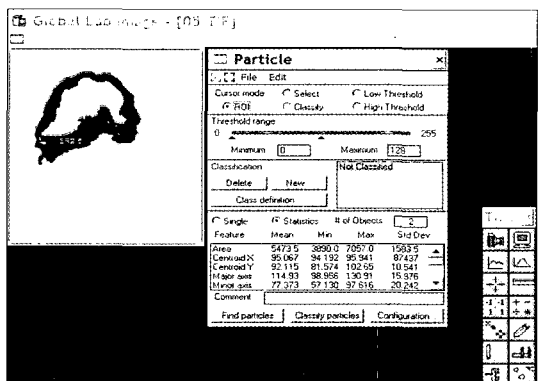 Global Lab Image - [05 .TIF]
Particle
File Edit
Cursor mode Select Low Threshold
ROI Classify High Threshold
Threshold range
0 255
Minimum 0 Maximum 128
Classification Not Classified
Delete New
Class definition
Single Statistics # of Objects 2
Feature Mean Min Max Std Dev
Area 5473.5 3890.0 7057.0 1583.5
Centroid X 95.067 94.192 95.941 .87437
Centroid Y 92.115 81.574 102.65 10.541
Major axis 114.93 98.956 130.91 15.976
Minor axis 77.373 57.130 97.616 20.242
Comment
Find particles Classify particles Configuration